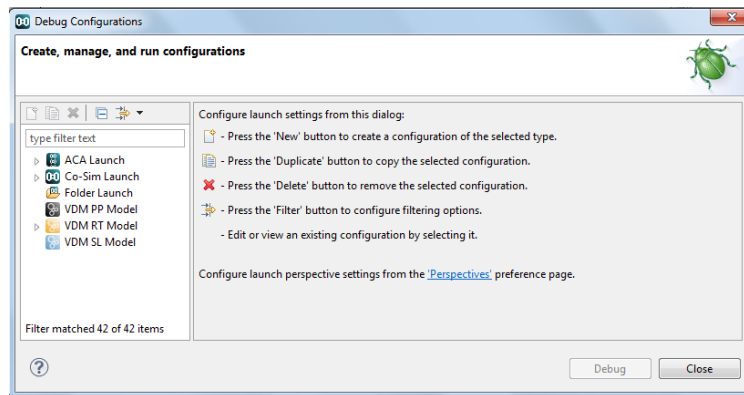 Debug Configurations
Create, manage, and run configurations
type filter text
ACA Launch
Co-Sim Launch
Folder Launch
VDM PP Model
VDM RT Model
VDM SL Model
Filter matched 42 of 42 items
Configure launch settings from this dialog:
- Press the 'New' button to create a configuration of the selected type.
- Press the 'Duplicate' button to copy the selected configuration.
- Press the 'Delete' button to remove the selected configuration.
- Press the 'Filter' button to configure filtering options.
- Edit or view an existing configuration by selecting it.
Configure launch perspective settings from the 'Perspectives' preference page.
?
Debug
Close